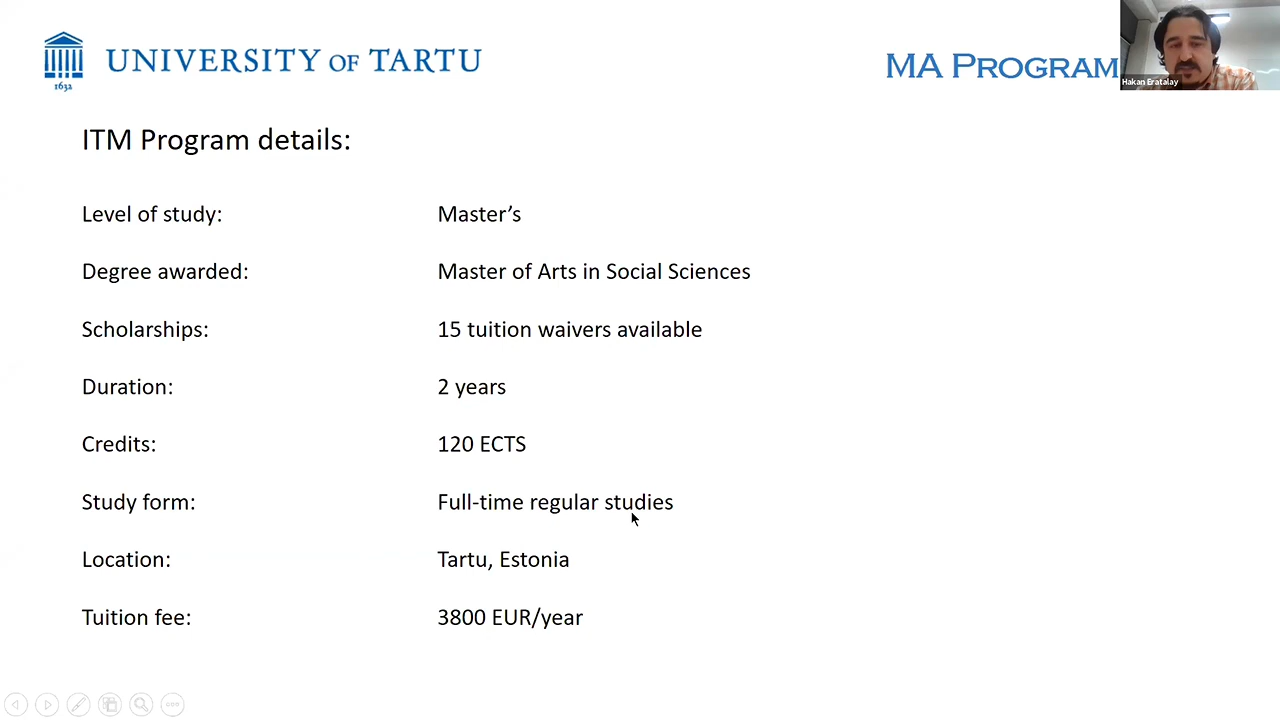 UNIVERSITY OF TARTU
1632
MA PROGRAM
Hakan Eratalay
ITM Program details:
Level of study: Master's
Degree awarded: Master of Arts in Social Sciences
Scholarships: 15 tuition waivers available
Duration: 2 years
Credits: 120 ECTS
Study form: Full-time regular studies
Location: Tartu, Estonia
Tuition fee: 3800 EUR/year